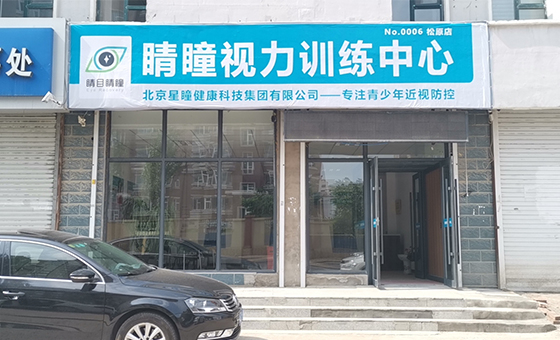 处
No.0006 松原店
睛瞳视力训练中心
睛目睛瞳
北京星瞳健康科技集团有限公司——专注青少年近视防控